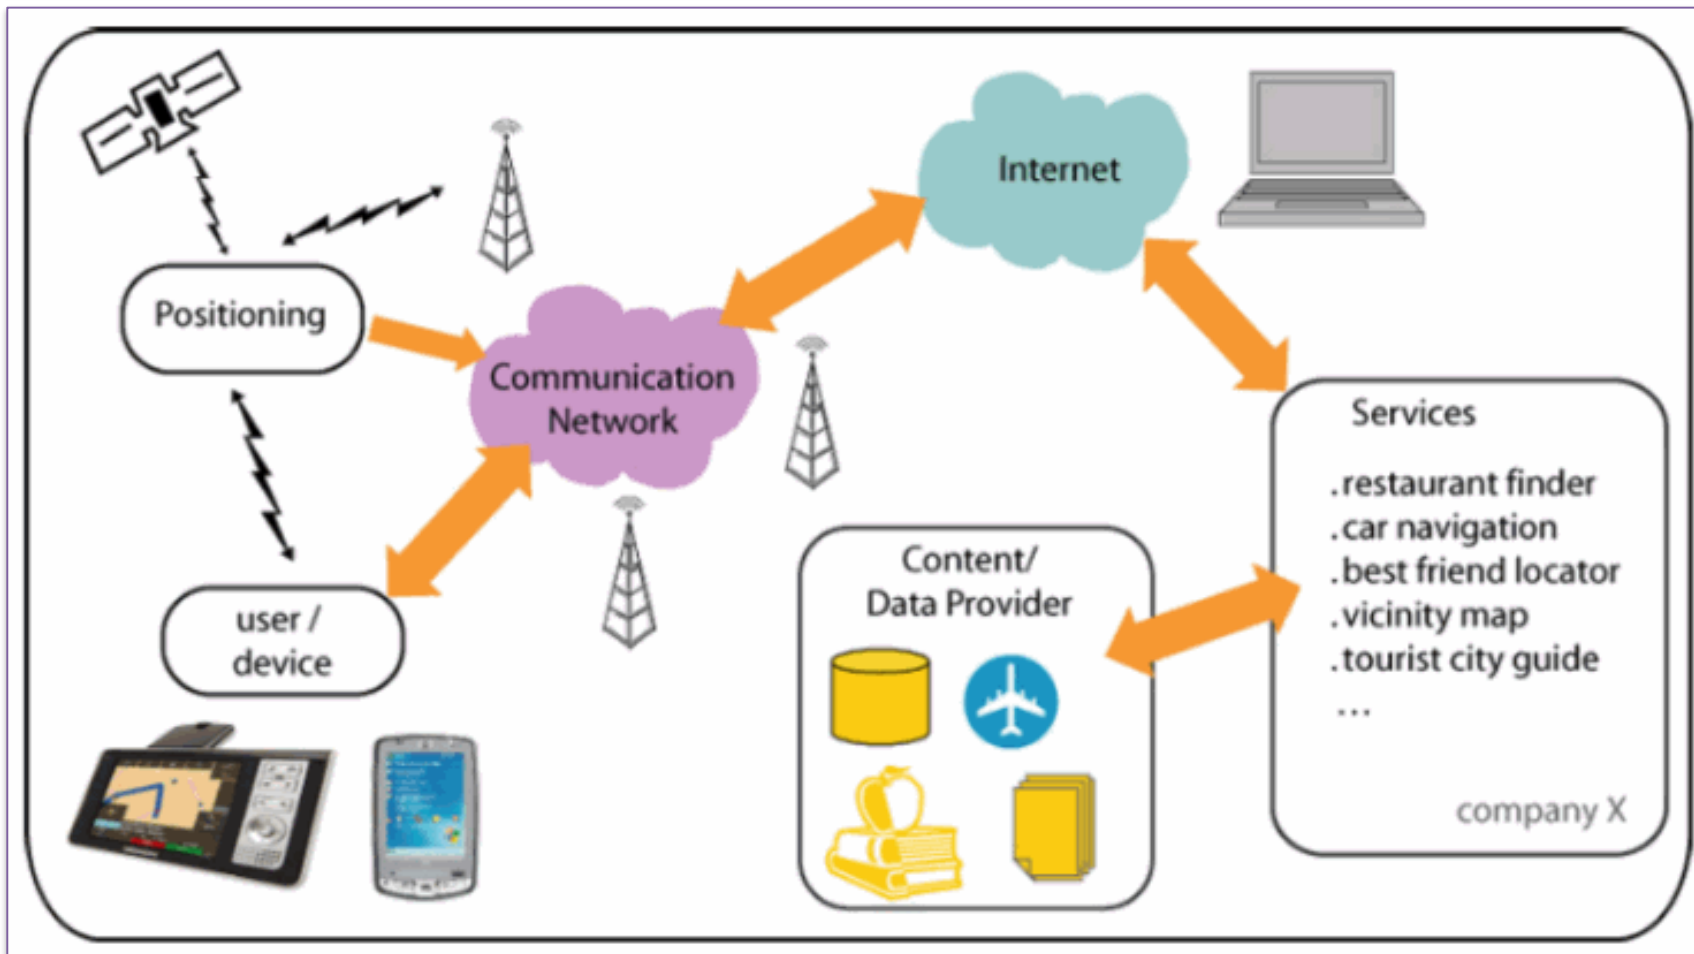 Internet
Positioning
Communication
Network
Services
.restaurant finder
.car navigation
.best friend locator
.vicinity map
.tourist city guide
...
company X
Content/
Data Provider
user /
device